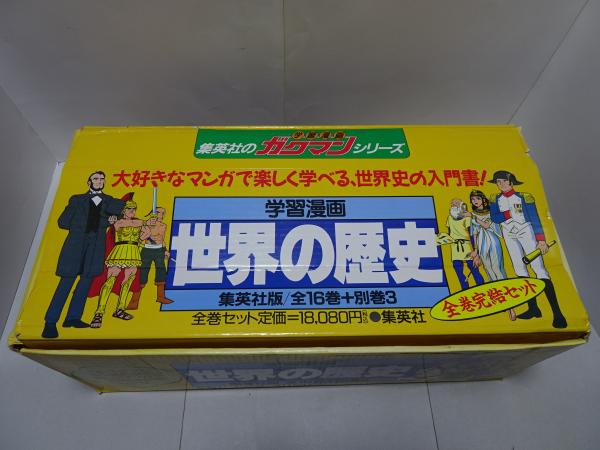 学習漫画
集英社のガクマンシリーズ
大好きなマンガで楽しく学べる、世界史の入門書!
学習漫画
世界の歴史
集英社版/全16巻+別巻3
全巻セット定価=18,080円●集英社
全巻完結セット
世界の歴史